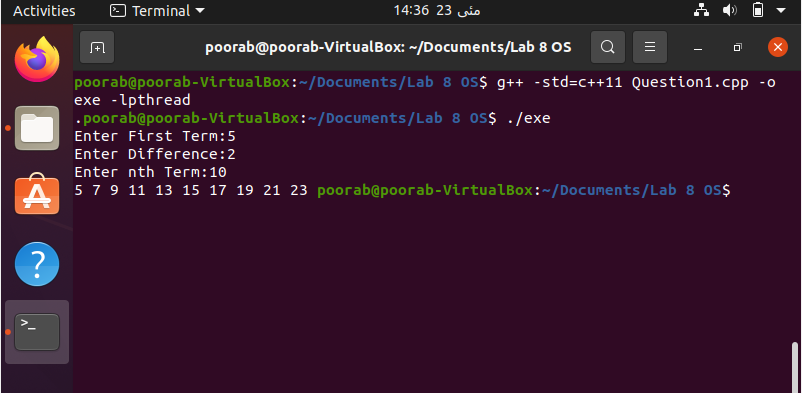 Activities Terminal 14:36 23 مئی
poorab@poorab-VirtualBox: ~/Documents/Lab 8 OS
poorab@poorab-VirtualBox:~/Documents/Lab 8 OS$ g++ -std=c++11 Question1.cpp -o
exe -lpthread
.poorab@poorab-VirtualBox:~/Documents/Lab 8 OS$ ./exe
Enter First Term:5
Enter Difference:2
Enter nth Term:10
5 7 9 11 13 15 17 19 21 23 poorab@poorab-VirtualBox:~/Documents/Lab 8 OS$